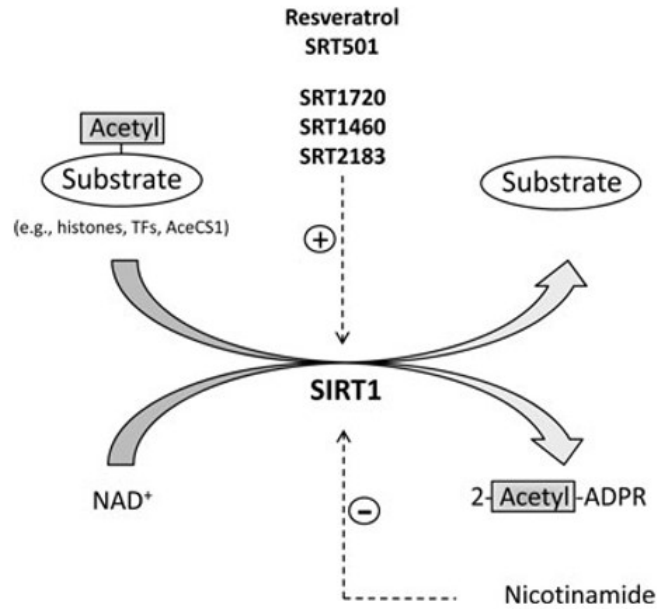 Resveratrol
SRT501
SRT1720
SRT1460
SRT2183
Acetyl
Substrate
(e.g., histones, TFs, AceCS1)
Substrate
+
SIRT1
NAD⁺
2-Acetyl-ADPR
−
Nicotinamide